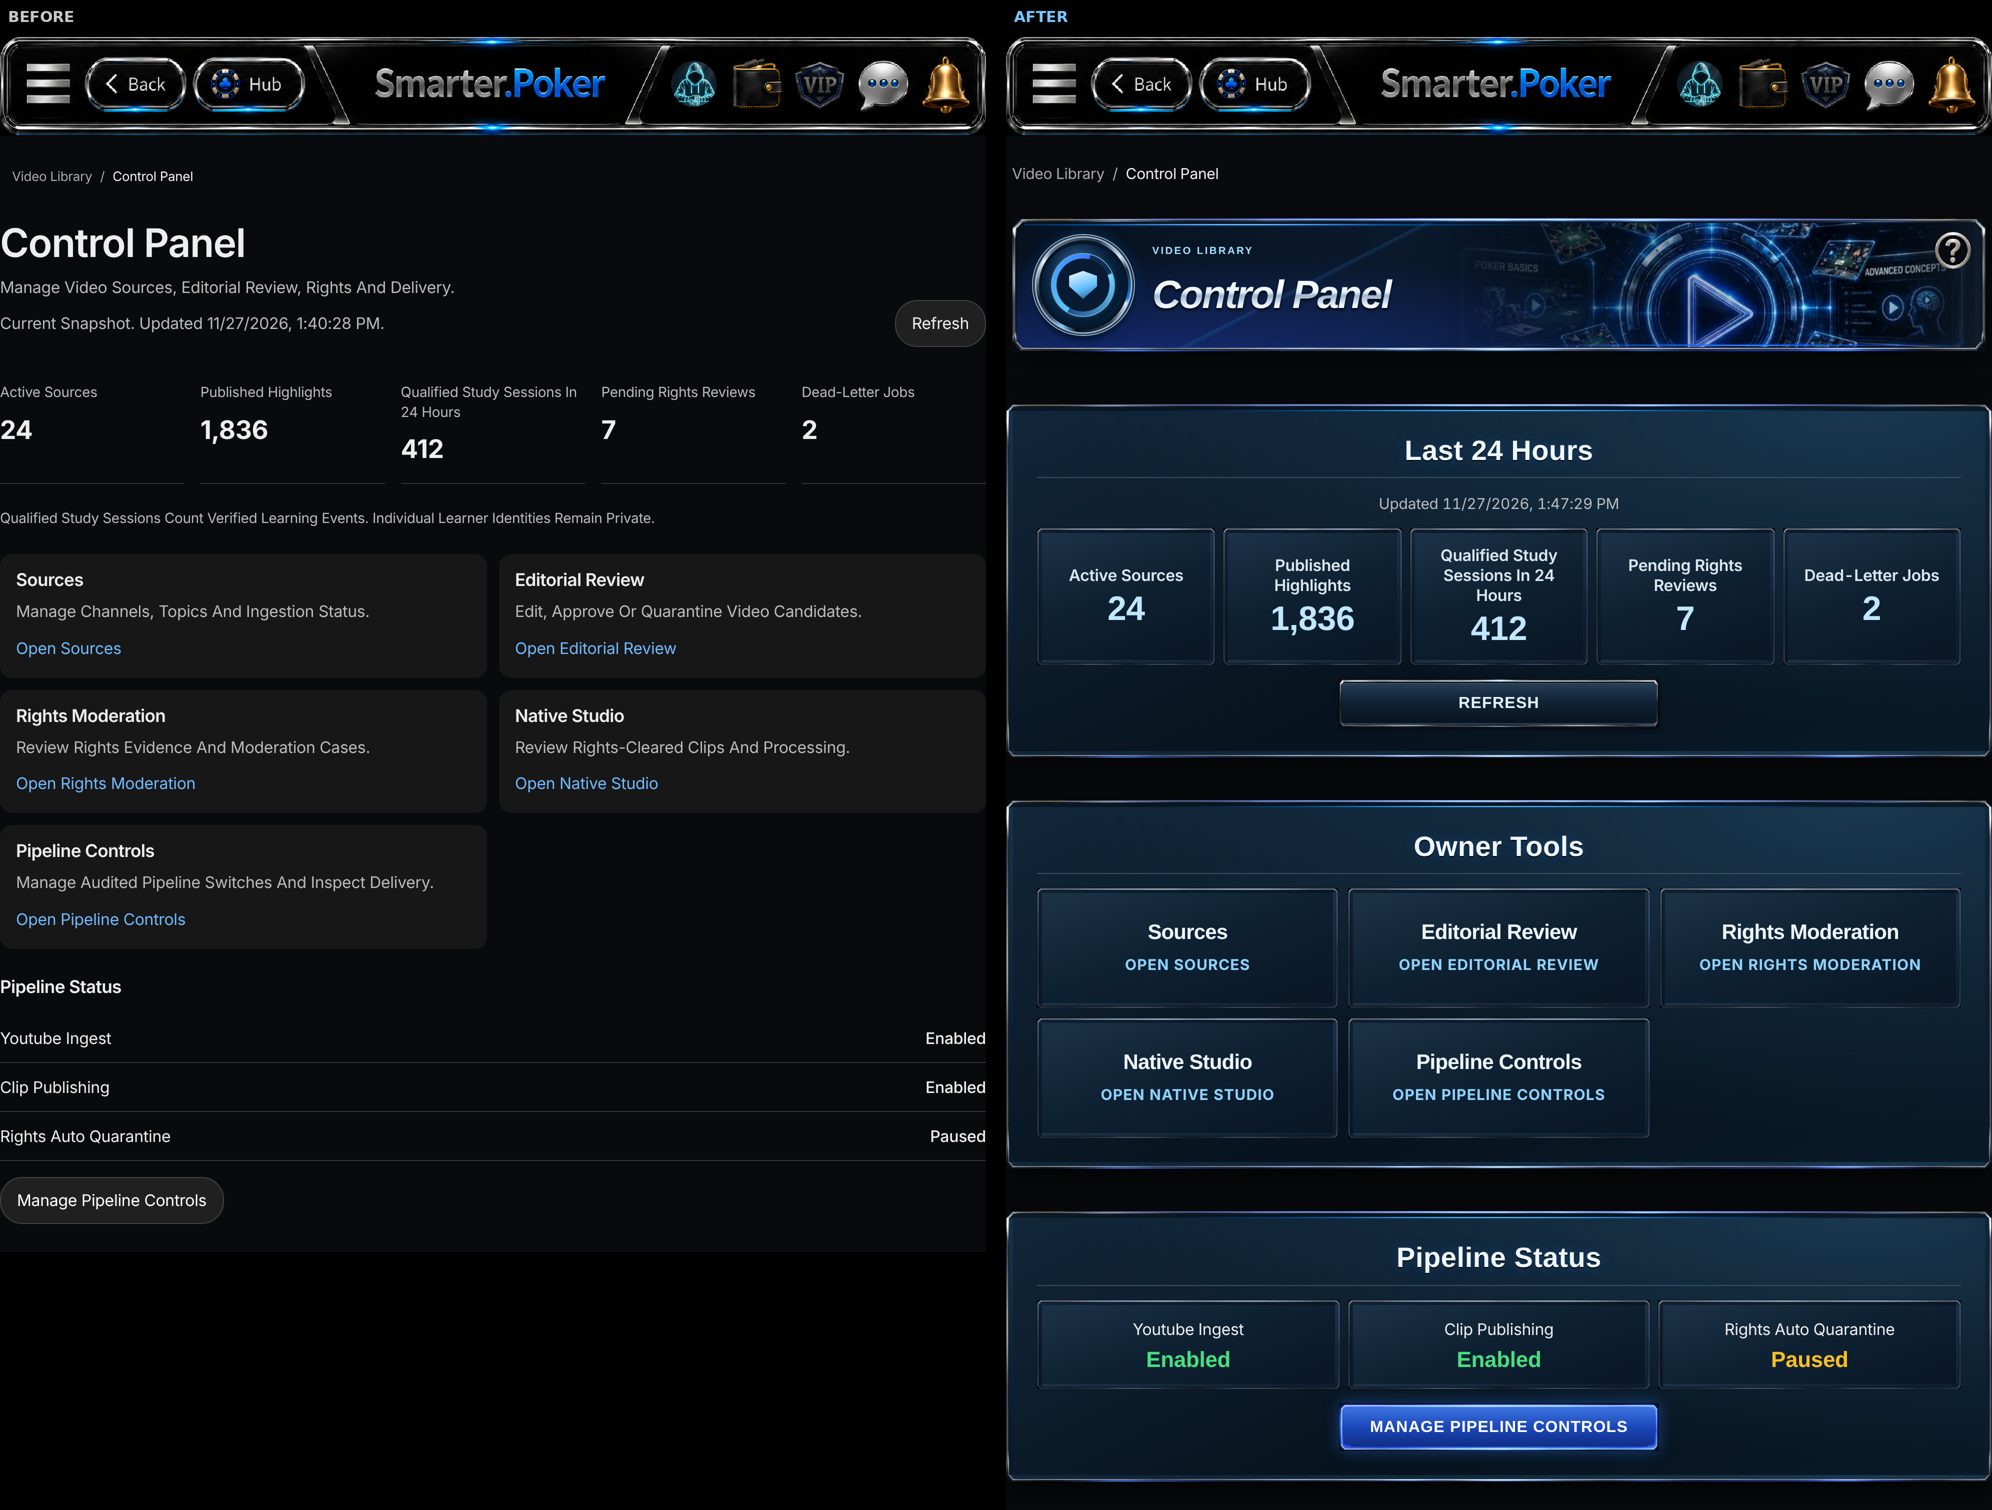 BEFORE
Back
Hub
Smarter.Poker
VIP
Video Library / Control Panel
Control Panel
Manage Video Sources, Editorial Review, Rights And Delivery.
Current Snapshot. Updated 11/27/2026, 1:40:28 PM.
Refresh
Active Sources
24
Published Highlights
1,836
Qualified Study Sessions In
24 Hours
412
Pending Rights Reviews
7
Dead-Letter Jobs
2
Qualified Study Sessions Count Verified Learning Events. Individual Learner Identities Remain Private.
Sources
Manage Channels, Topics And Ingestion Status.
Open Sources
Editorial Review
Edit, Approve Or Quarantine Video Candidates.
Open Editorial Review
Rights Moderation
Review Rights Evidence And Moderation Cases.
Open Rights Moderation
Native Studio
Review Rights-Cleared Clips And Processing.
Open Native Studio
Pipeline Controls
Manage Audited Pipeline Switches And Inspect Delivery.
Open Pipeline Controls
Pipeline Status
Youtube Ingest Enabled
Clip Publishing Enabled
Rights Auto Quarantine Paused
Manage Pipeline Controls
AFTER
Back
Hub
Smarter.Poker
VIP
Video Library / Control Panel
VIDEO LIBRARY
Control Panel
POKER BASICS
ADVANCED CONCEPTS
?
Last 24 Hours
Updated 11/27/2026, 1:47:29 PM
Active Sources
24
Published
Highlights
1,836
Qualified Study
Sessions In 24
Hours
412
Pending Rights
Reviews
7
Dead-Letter Jobs
2
REFRESH
Owner Tools
Sources
OPEN SOURCES
Editorial Review
OPEN EDITORIAL REVIEW
Rights Moderation
OPEN RIGHTS MODERATION
Native Studio
OPEN NATIVE STUDIO
Pipeline Controls
OPEN PIPELINE CONTROLS
Pipeline Status
Youtube Ingest
Enabled
Clip Publishing
Enabled
Rights Auto Quarantine
Paused
MANAGE PIPELINE CONTROLS